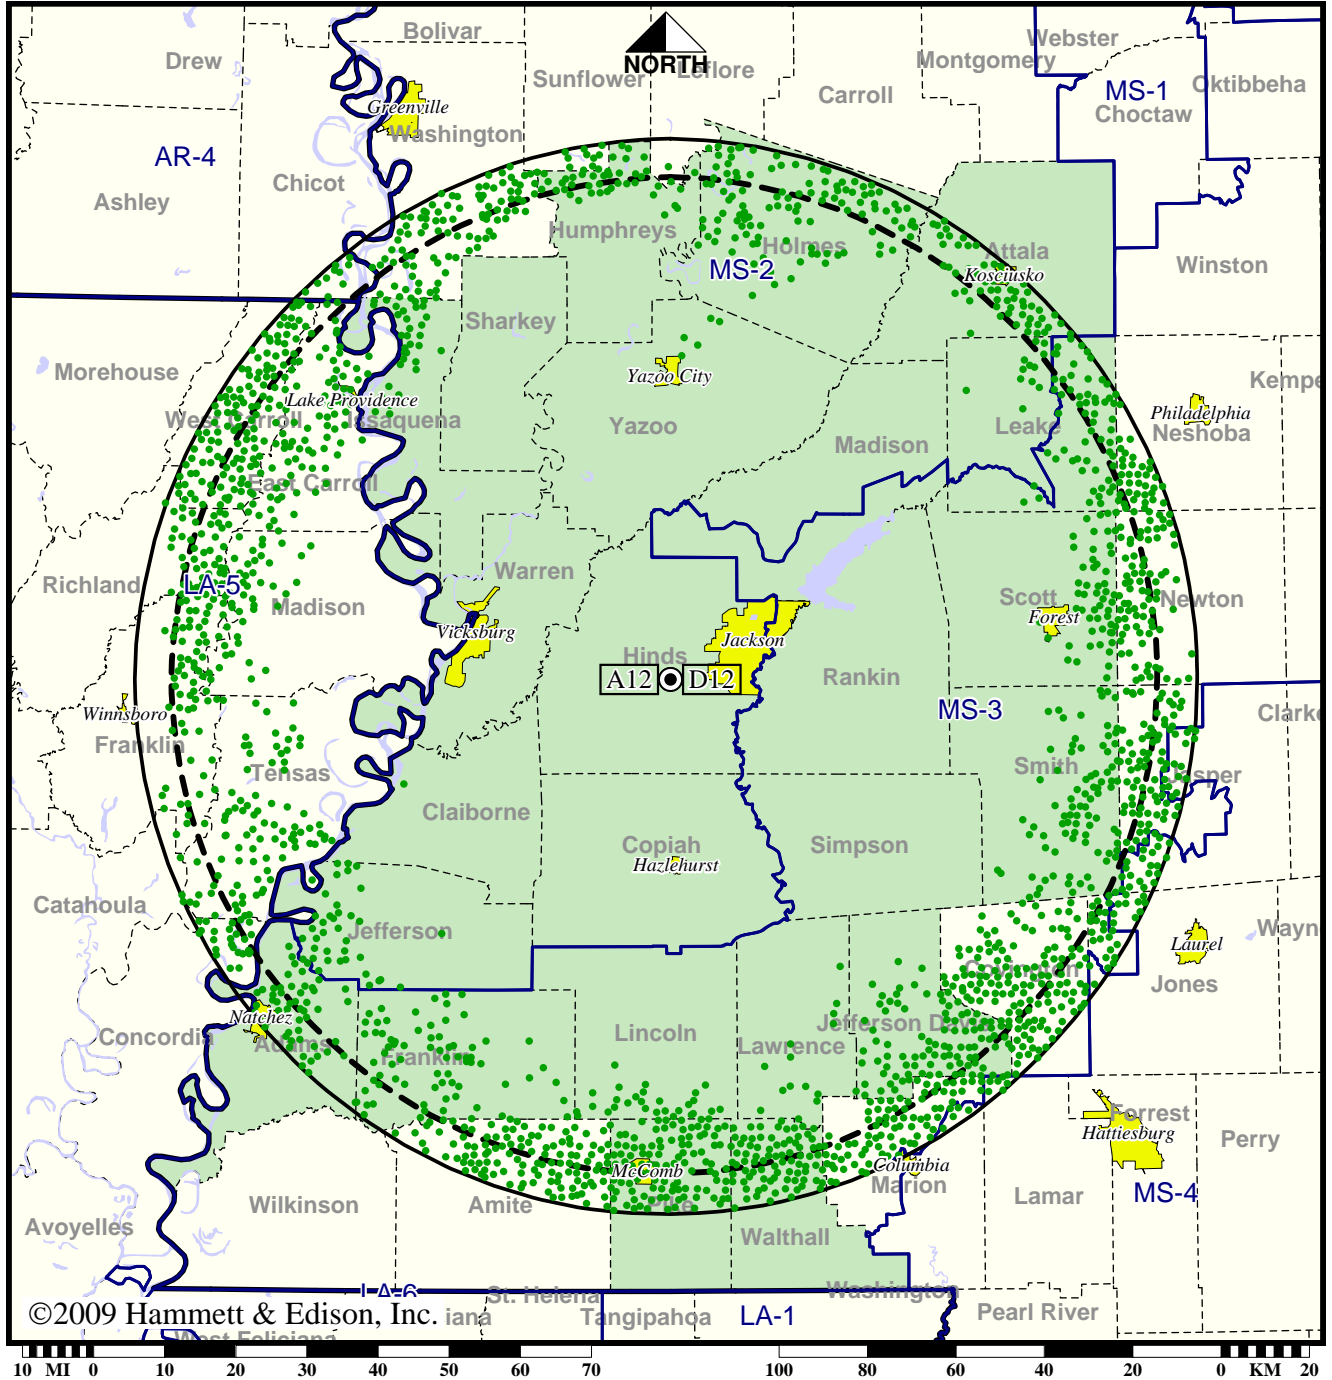 Bolivar
Webster
Drew
NORTH
Leflore
Sunflower
Montgomery
Oktibbeha
MS-1
Carroll
Choctaw
Greenville
Washington
AR-4
Chicot
Ashley
Humphreys
Holmes
Attala
MS-2
Kosciusko
Winston
Sharkey
Morehouse
Yazoo City
Kempe
Lake Providence
West Carroll
Issaquena
Yazoo
Madison
Leake
Philadelphia
Neshoba
East Carroll
Richland
LA-5
Madison
Warren
Scott
Newton
Forest
Vicksburg
Jackson
Hinds
A12
D12
Rankin
Winnsboro
MS-3
Clarke
Franklin
Tensas
Smith
Jasper
Claiborne
Copiah
Simpson
Hazlehurst
Catahoula
Jefferson
Wayn
Laurel
Covington
Jones
Natchez
Concordia
Adams
Franklin
Lincoln
Lawrence
Jefferson Davis
Forrest
Hattiesburg
Perry
McComb
Columbia
Marion
Pike
Wilkinson
Amite
Lamar
MS-4
Avoyelles
Walthall
LA-6
St. Helena
Washington
©2009 Hammett & Edison, Inc.
iana
Tangipahoa
LA-1
Pearl River
West Feliciana
10 MI 0 10 20 30 40 50 60 70
100 80 60 40 20 0 KM 20